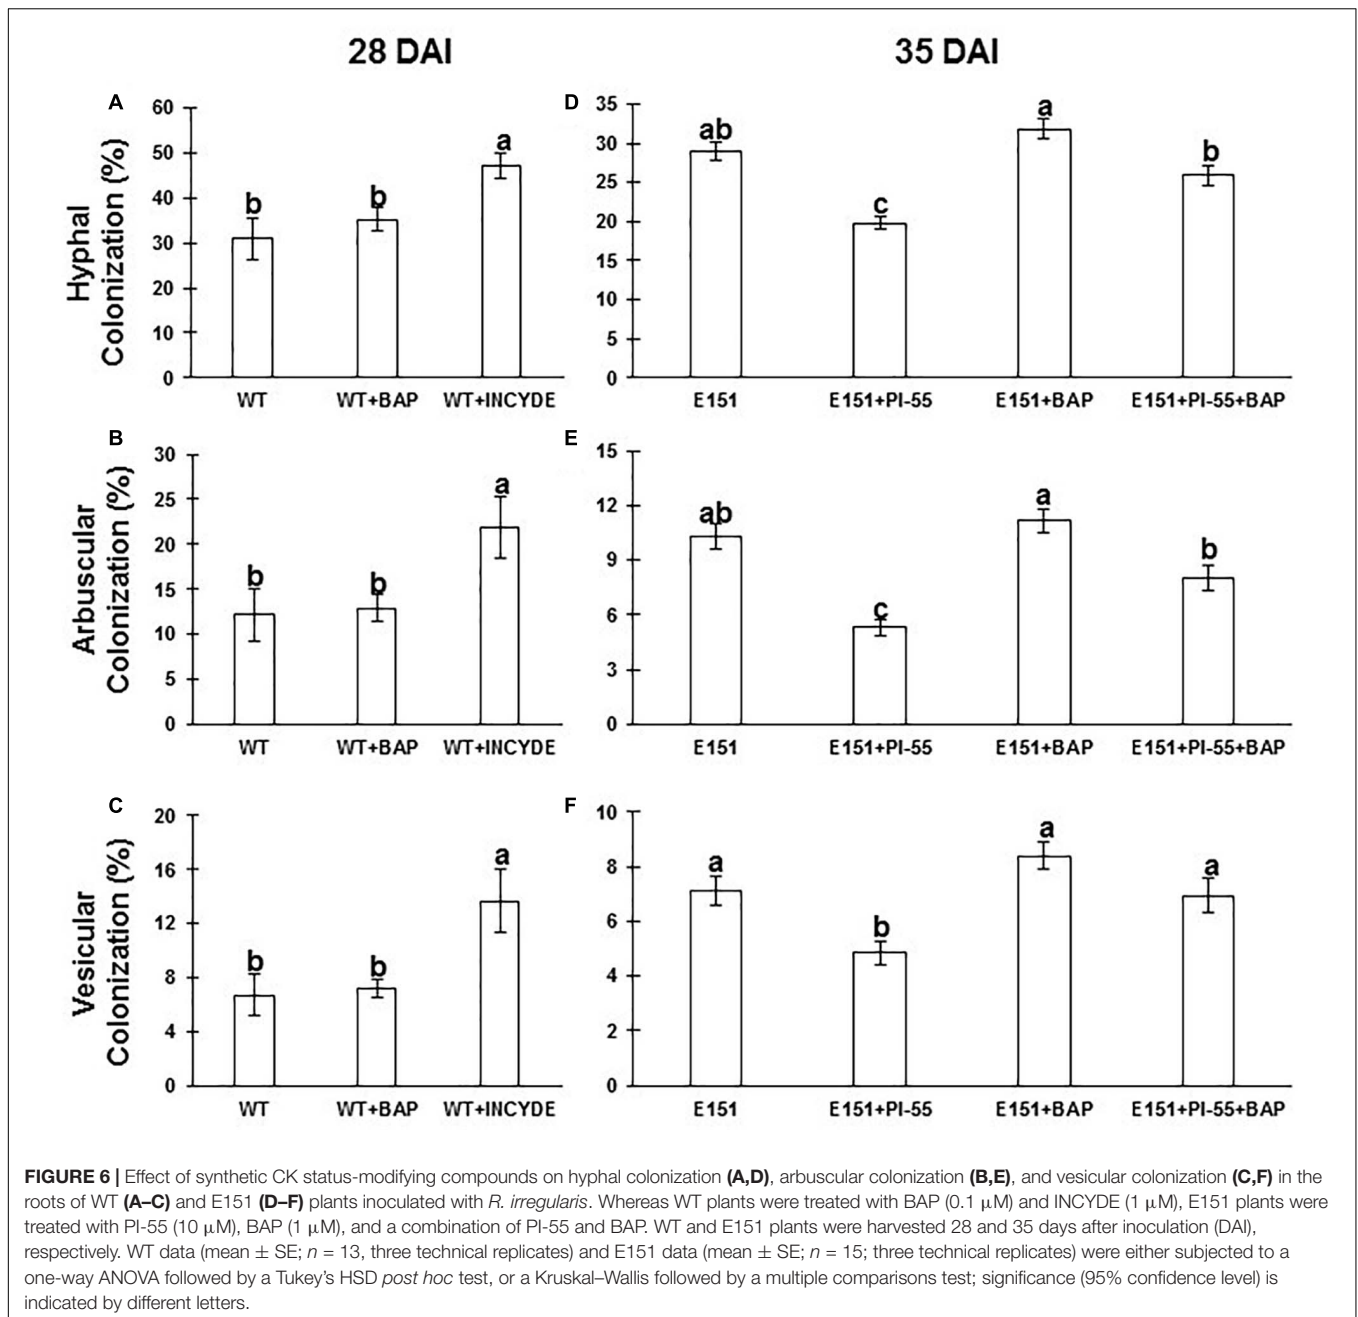 28 DAI
35 DAI
A
Hyphal
Colonization (%)
60
50
40
30
20
10
0
b
b
a
WT
WT+BAP
WT+INCYDE
D
35
30
25
20
15
10
5
0
ab
c
a
b
E151
E151+PI-55
E151+BAP
E151+PI-55+BAP
B
Arbuscular
Colonization (%)
30
25
20
15
10
5
0
b
b
a
WT
WT+BAP
WT+INCYDE
E
15
12
9
6
3
0
ab
c
a
b
E151
E151+PI-55
E151+BAP
E151+PI-55+BAP
C
Vesicular
Colonization (%)
20
16
12
8
4
0
b
b
a
WT
WT+BAP
WT+INCYDE
F
10
8
6
4
2
0
a
b
a
a
E151
E151+PI-55
E151+BAP
E151+PI-55+BAP
FIGURE 6 | Effect of synthetic CK status-modifying compounds on hyphal colonization (A,D), arbuscular colonization (B,E), and vesicular colonization (C,F) in the
roots of WT (A–C) and E151 (D–F) plants inoculated with R. irregularis. Whereas WT plants were treated with BAP (0.1 μM) and INCYDE (1 μM), E151 plants were
treated with PI-55 (10 μM), BAP (1 μM), and a combination of PI-55 and BAP. WT and E151 plants were harvested 28 and 35 days after inoculation (DAI),
respectively. WT data (mean ± SE; n = 13, three technical replicates) and E151 data (mean ± SE; n = 15; three technical replicates) were either subjected to a
one-way ANOVA followed by a Tukey's HSD post hoc test, or a Kruskal–Wallis followed by a multiple comparisons test; significance (95% confidence level) is
indicated by different letters.